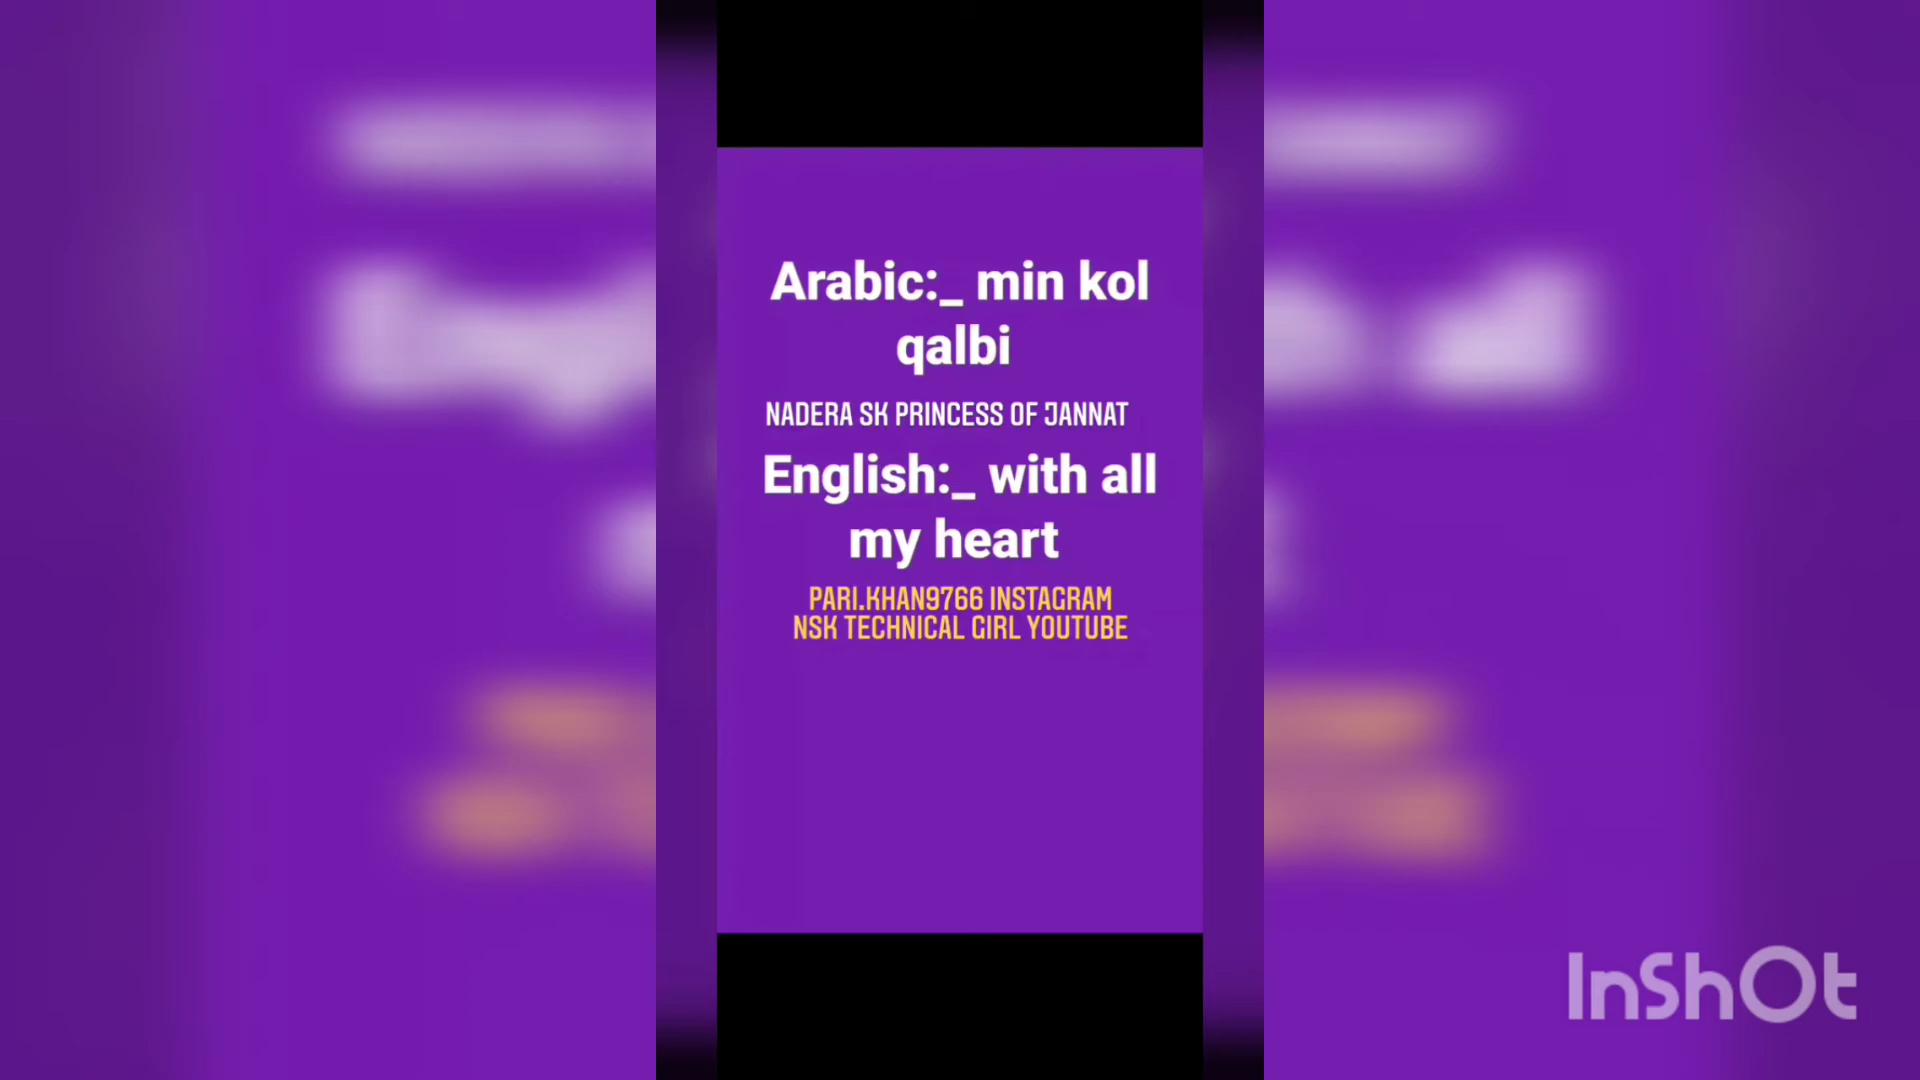 Arabic:_ min kol
qalbi
NADERA SK PRINCESS OF JANNAT
English:_ with all
my heart
PARI.KHAN9766 INSTAGRAM
NSK TECHNICAL GIRL YOUTUBE
InShOt